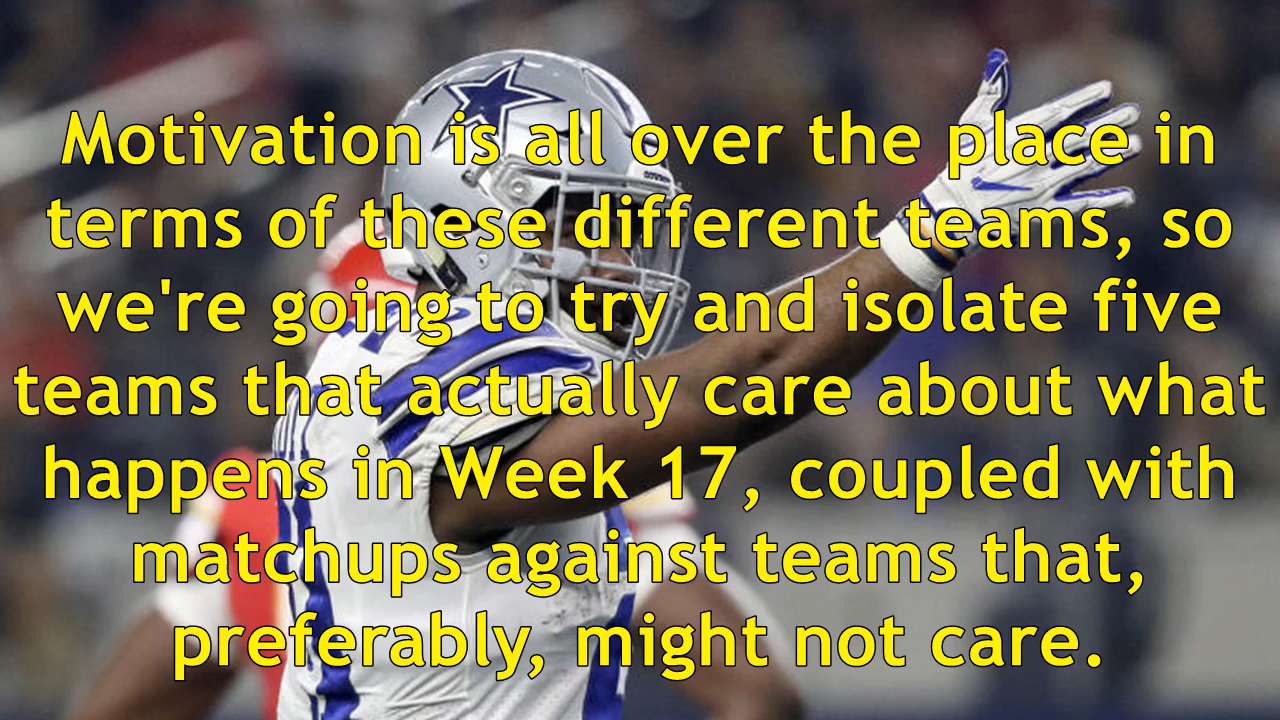 Motivation is all over the place in
terms of these different teams, so
we're going to try and isolate five
teams that actually care about what
happens in Week 17, coupled with
matchups against teams that,
preferably, might not care.